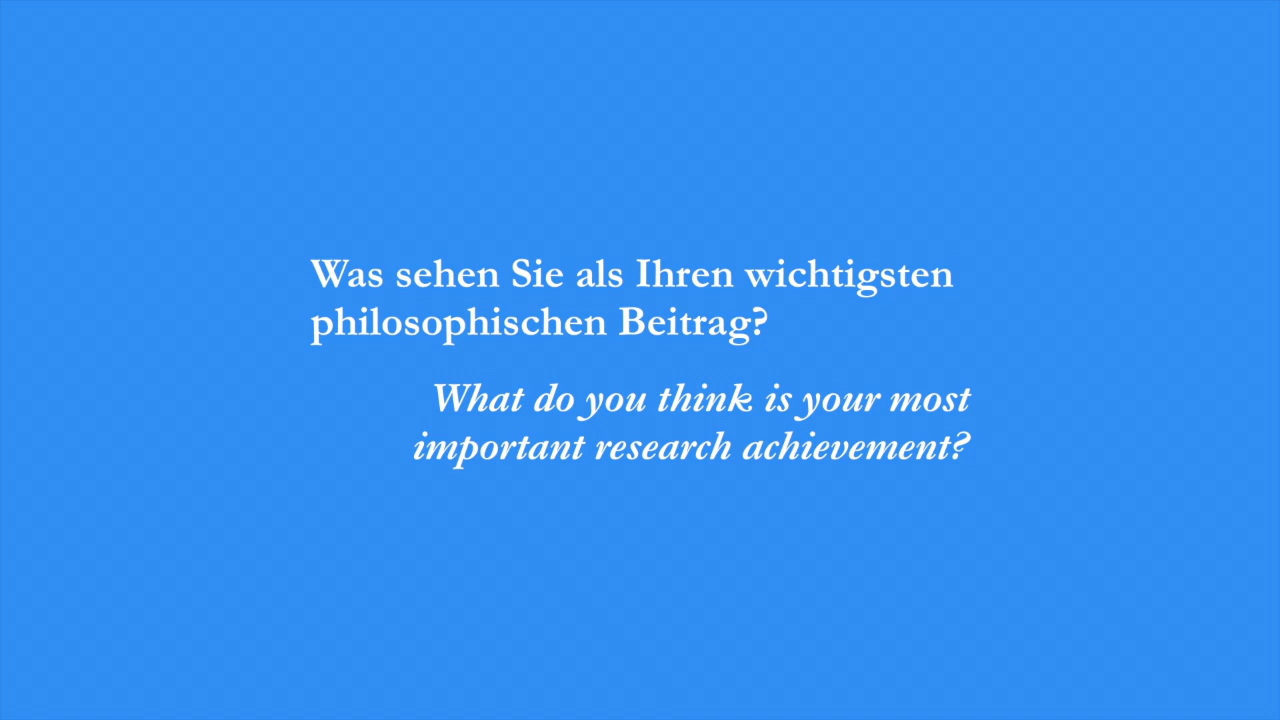 Was sehen Sie als Ihren wichtigsten
philosophischen Beitrag?
What do you think is your most
important research achievement?